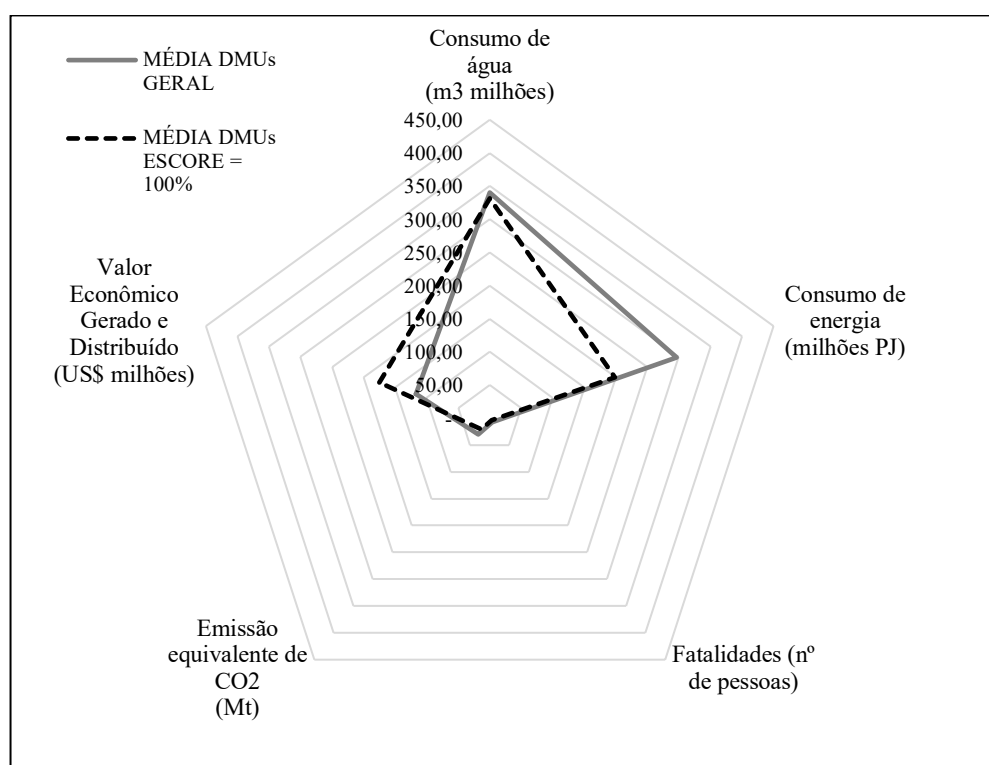 MÉDIA DMUs
GERAL
MÉDIA DMUs
ESCORE =
100%
Consumo de
água
(m3 milhões)
450,00
400,00
350,00
300,00
250,00
200,00
150,00
100,00
50,00
-
Consumo de
energia
(milhões PJ)
Fatalidades (nº
de pessoas)
Emissão
equivalente de
CO2
(Mt)
Valor
Econômico
Gerado e
Distribuído
(US$ milhões)